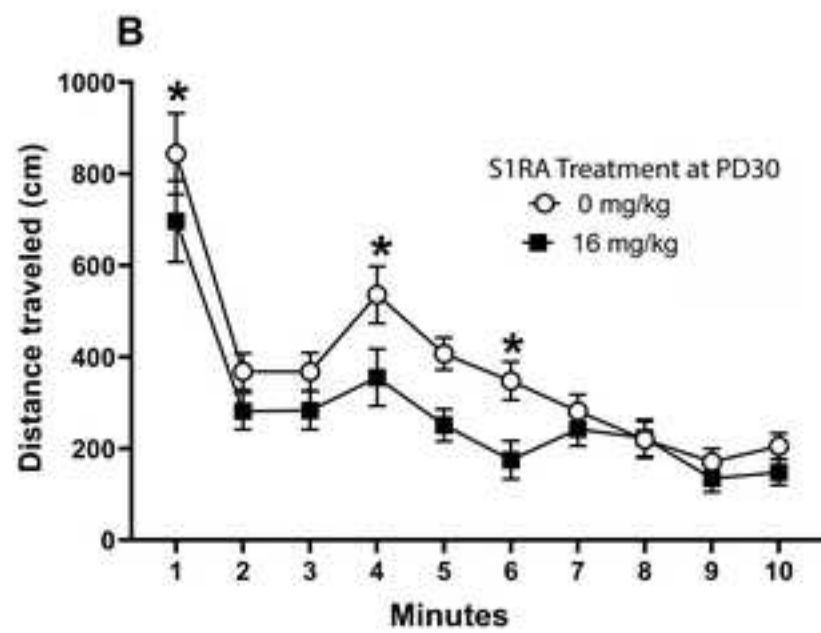 B
1000
*
800
S1RA Treatment at PD30
0 mg/kg
*
16 mg/kg
600
*
400
200
0
1 2 3 4 5 6 7 8 9 10
Distance traveled (cm)
Minutes